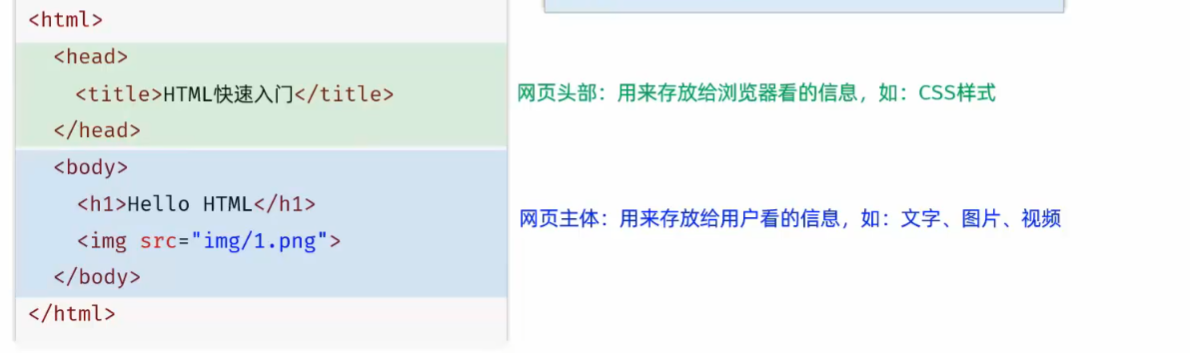 <html>
<head>
<title>HTML快速入门</title>
网页头部：用来存放给浏览器看的信息，如：CSS样式
</head>
<body>
<h1>Hello HTML</h1>
网页主体：用来存放给用户看的信息，如：文字、图片、视频
<img src="img/1.png">
</body>
</html>